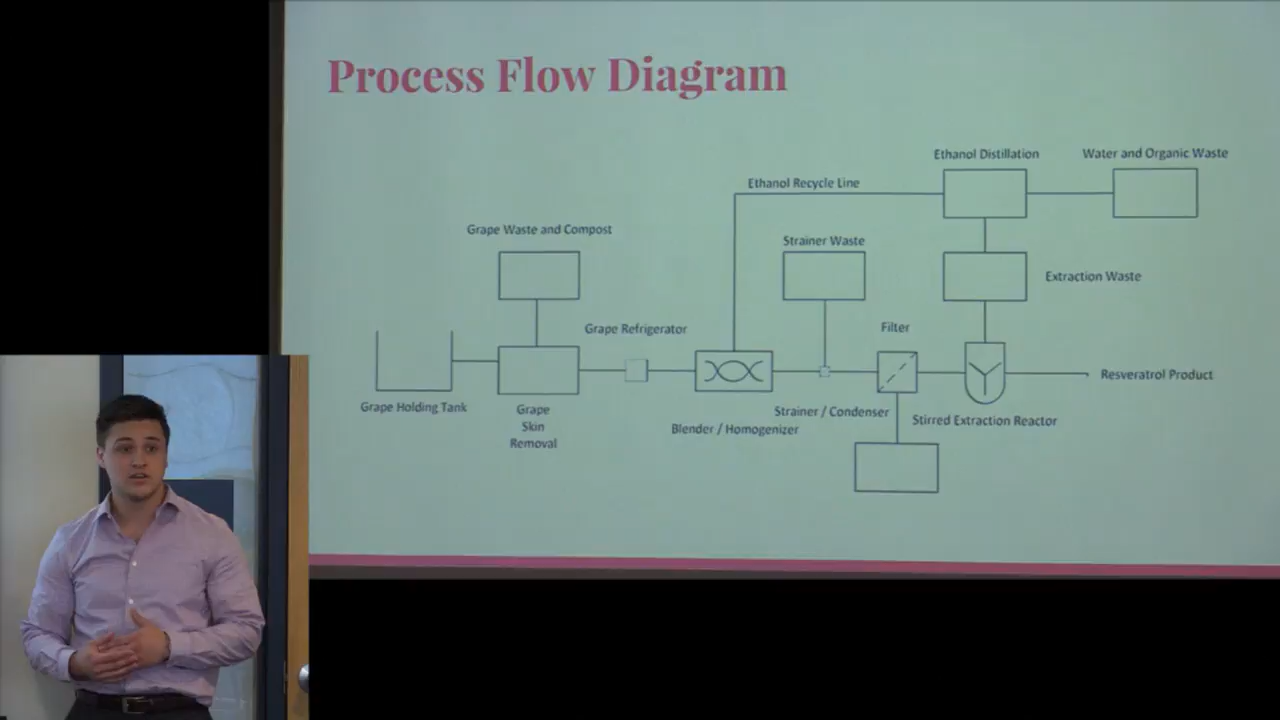 Process Flow Diagram
Ethanol Distillation
Water and Organic Waste
Ethanol Recycle Line
Grape Waste and Compost
Strainer Waste
Extraction Waste
Grape Refrigerator
Filter
Resveratrol Product
Grape Holding Tank
Grape
Skin
Removal
Strainer / Condenser
Stirred Extraction Reactor
Blender / Homogenizer